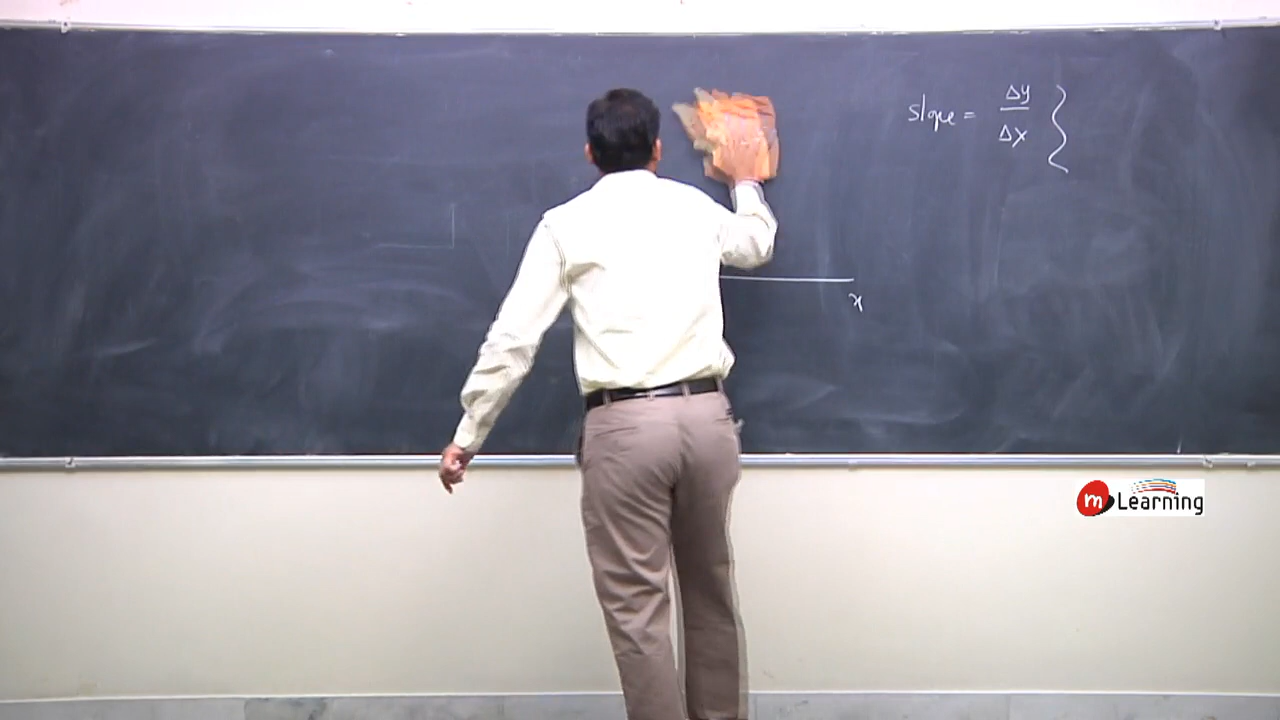 slope = Δy/Δx }
x
m Learning